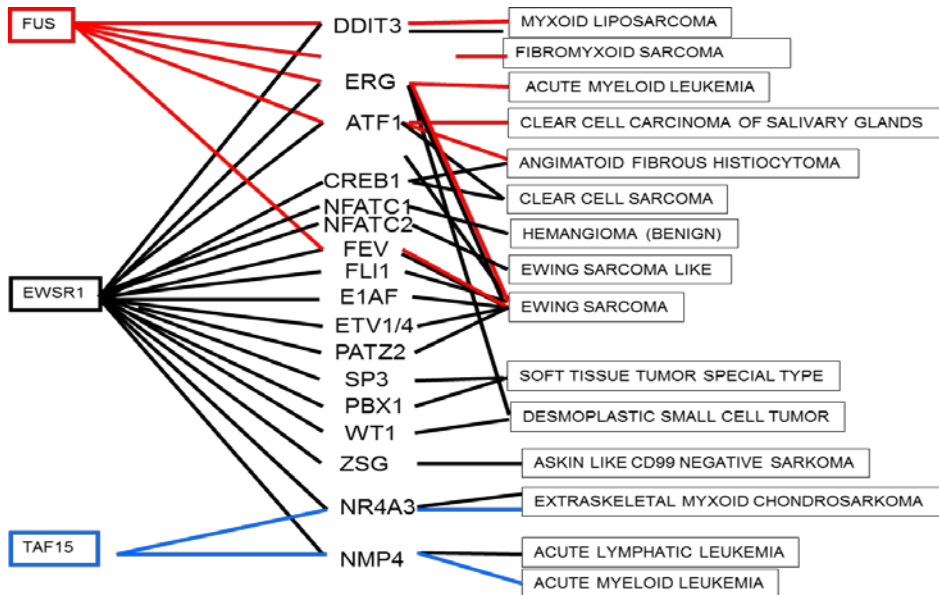 FUS
EWSR1
TAF15
DDIT3
ERG
ATF1
CREB1
NFATC1
NFATC2
FEV
FLI1
E1AF
ETV1/4
PATZ2
SP3
PBX1
WT1
ZSG
NR4A3
NMP4
MYXOID LIPOSARCOMA
FIBROMYXOID SARCOMA
ACUTE MYELOID LEUKEMIA
CLEAR CELL CARCINOMA OF SALIVARY GLANDS
ANGIMATOID FIBROUS HISTIOCYTOMA
CLEAR CELL SARCOMA
HEMANGIOMA (BENIGN)
EWING SARCOMA LIKE
EWING SARCOMA
SOFT TISSUE TUMOR SPECIAL TYPE
DESMOPLASTIC SMALL CELL TUMOR
ASKIN LIKE CD99 NEGATIVE SARKOMA
EXTRASKELETAL MYXOID CHONDROSARKOMA
ACUTE LYMPHATIC LEUKEMIA
ACUTE MYELOID LEUKEMIA